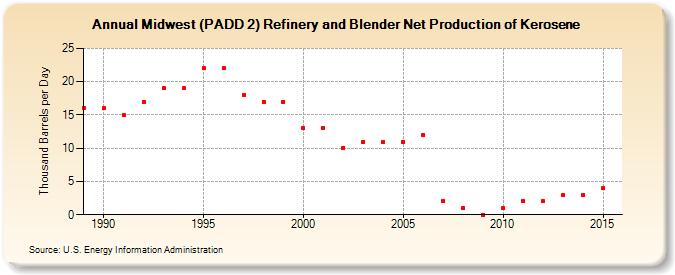 Annual Midwest (PADD 2) Refinery and Blender Net Production of Kerosene
Thousand Barrels per Day
25
20
15
10
5
0
1990 1995 2000 2005 2010 2015
Source: U.S. Energy Information Administration